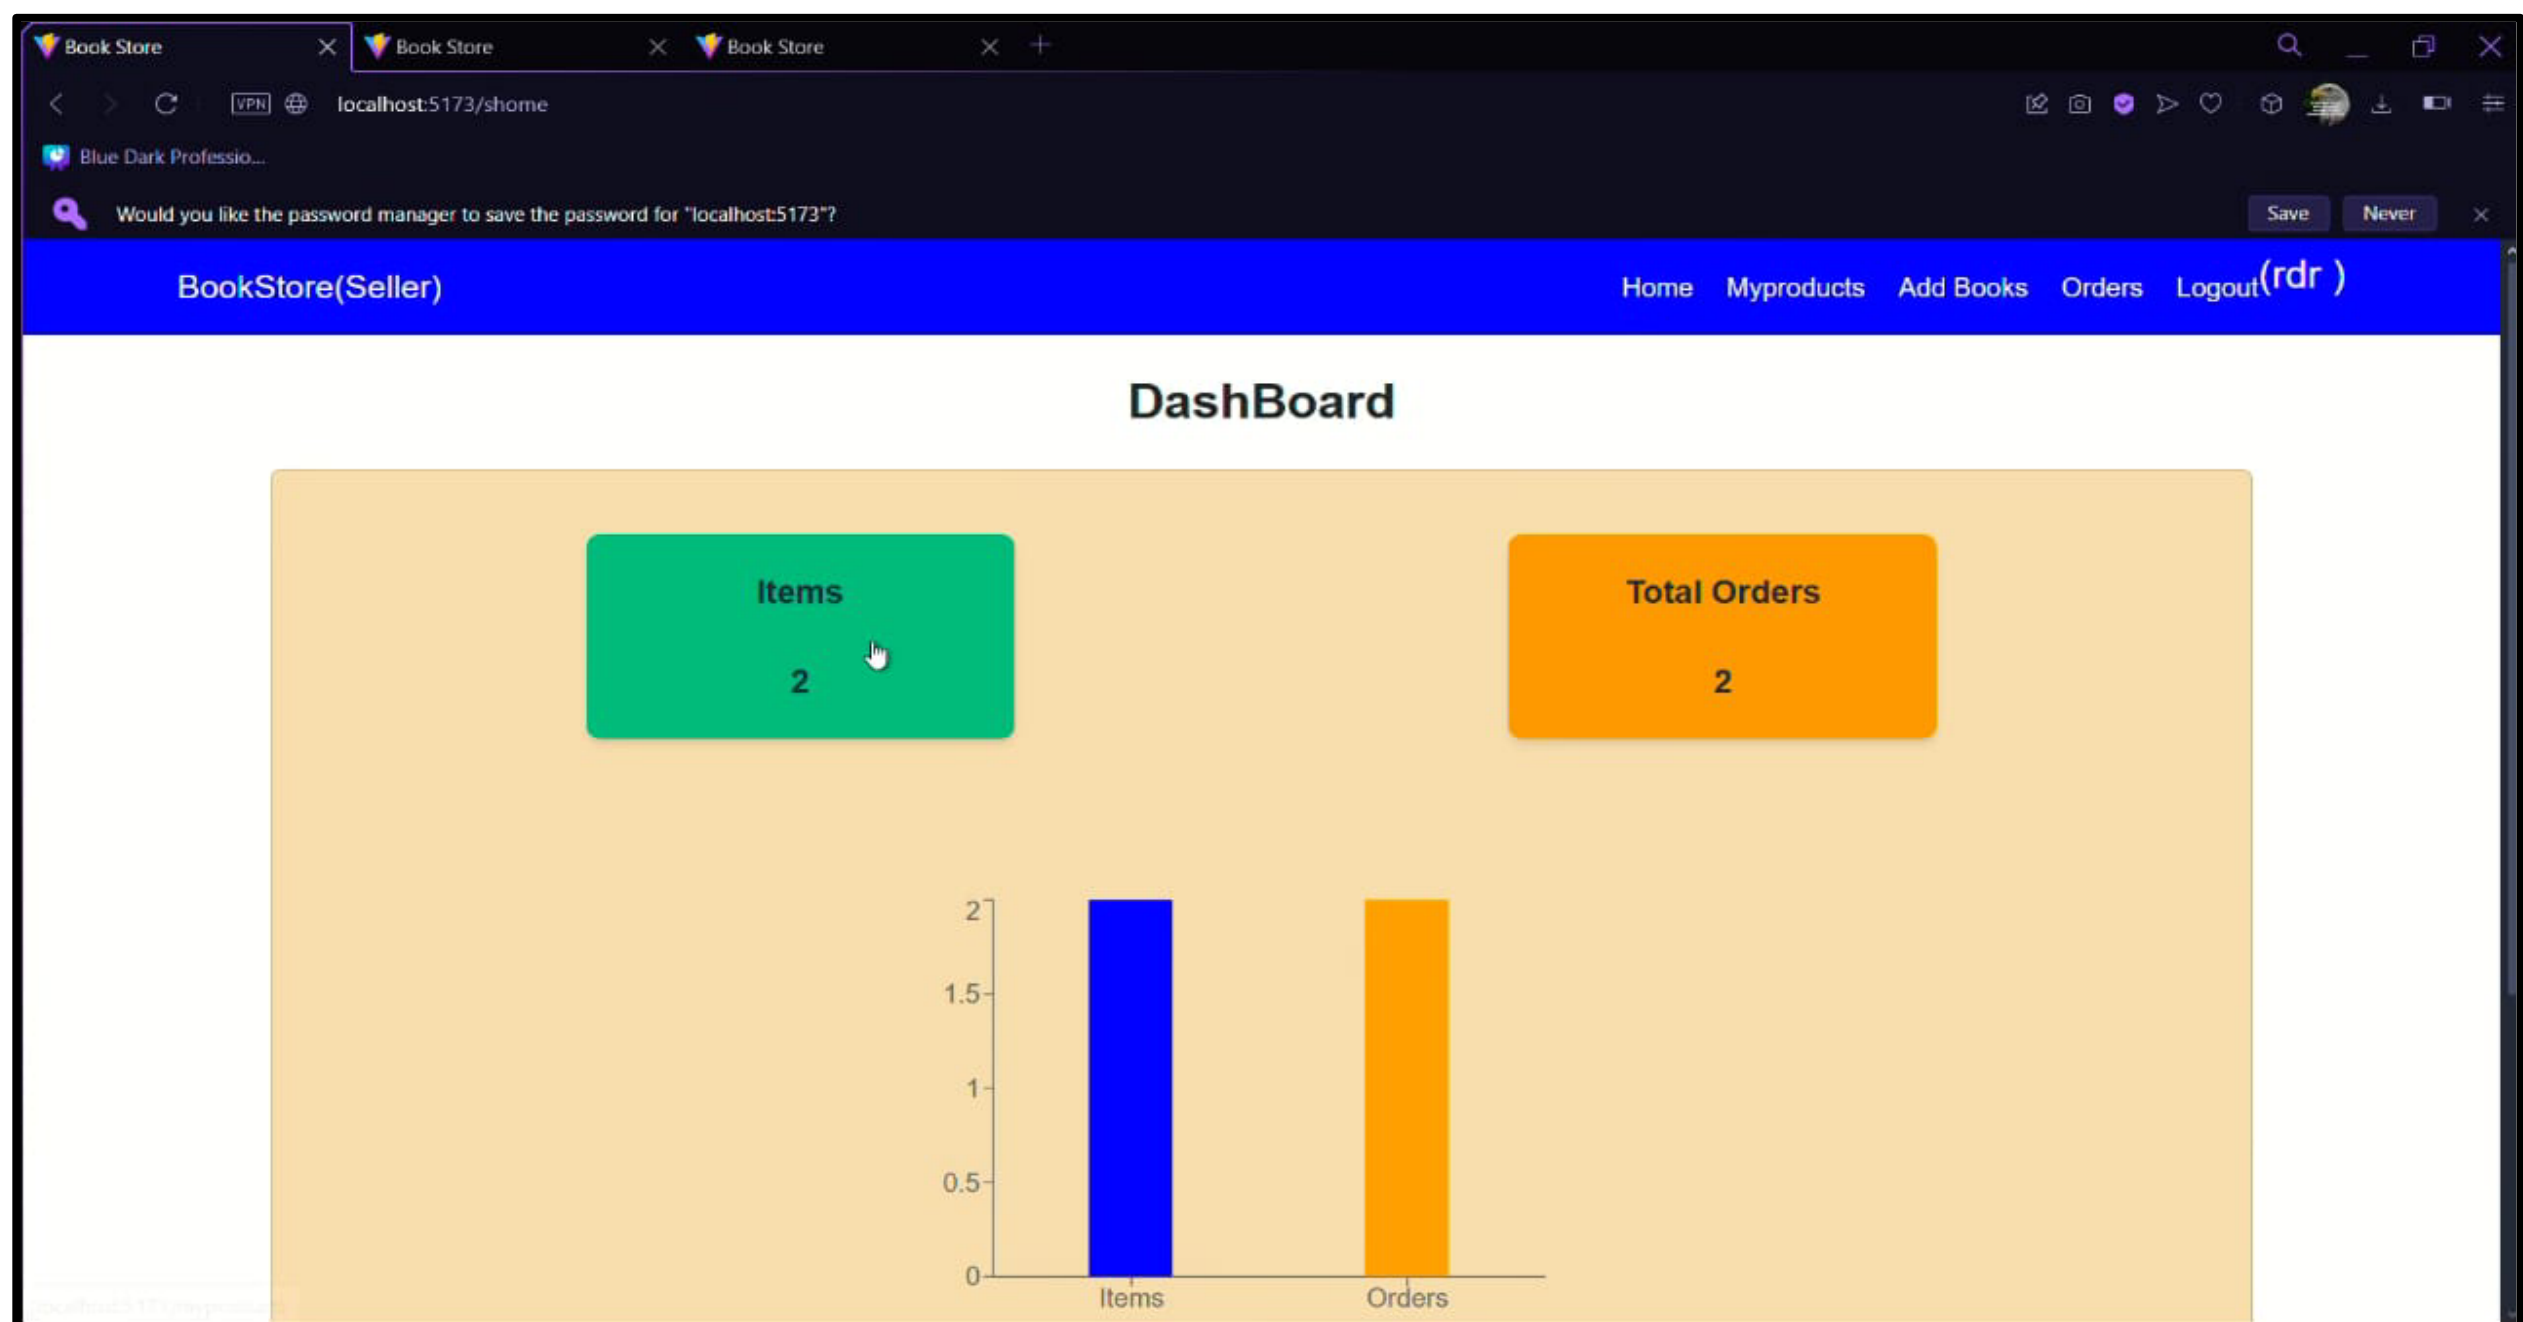 Book Store
Book Store
Book Store
VPN
localhost:5173/shome
Blue Dark Professio...
Would you like the password manager to save the password for "localhost:5173"?
Save
Never
BookStore(Seller)
Home
Myproducts
Add Books
Orders
Logout(rdr )
DashBoard
Items
2
Total Orders
2
2
1.5
1
0.5
0
Items
Orders